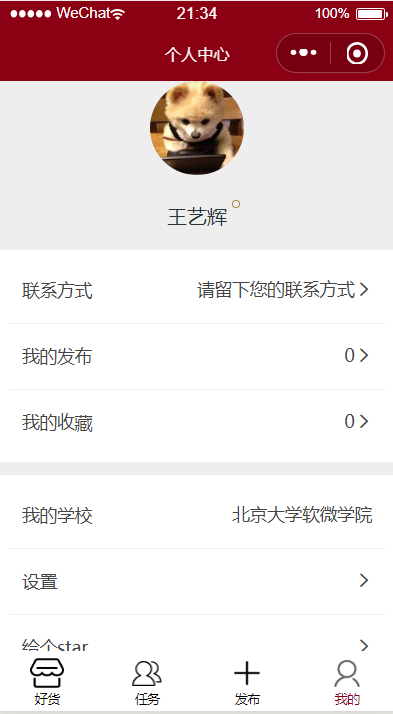 WeChat 21:34 100%
个人中心
王艺辉
联系方式 请留下您的联系方式
我的发布 0
我的收藏 0
我的学校 北京大学软微学院
设置
给个star
好货 任务 发布 我的